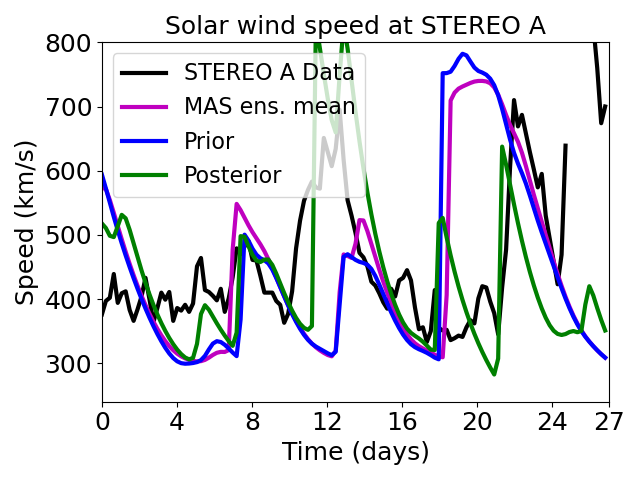 Solar wind speed at STEREO A
Speed (km/s)
800
700
600
500
400
300
STEREO A Data
MAS ens. mean
Prior
Posterior
0 4 8 12 16 20 24 27
Time (days)